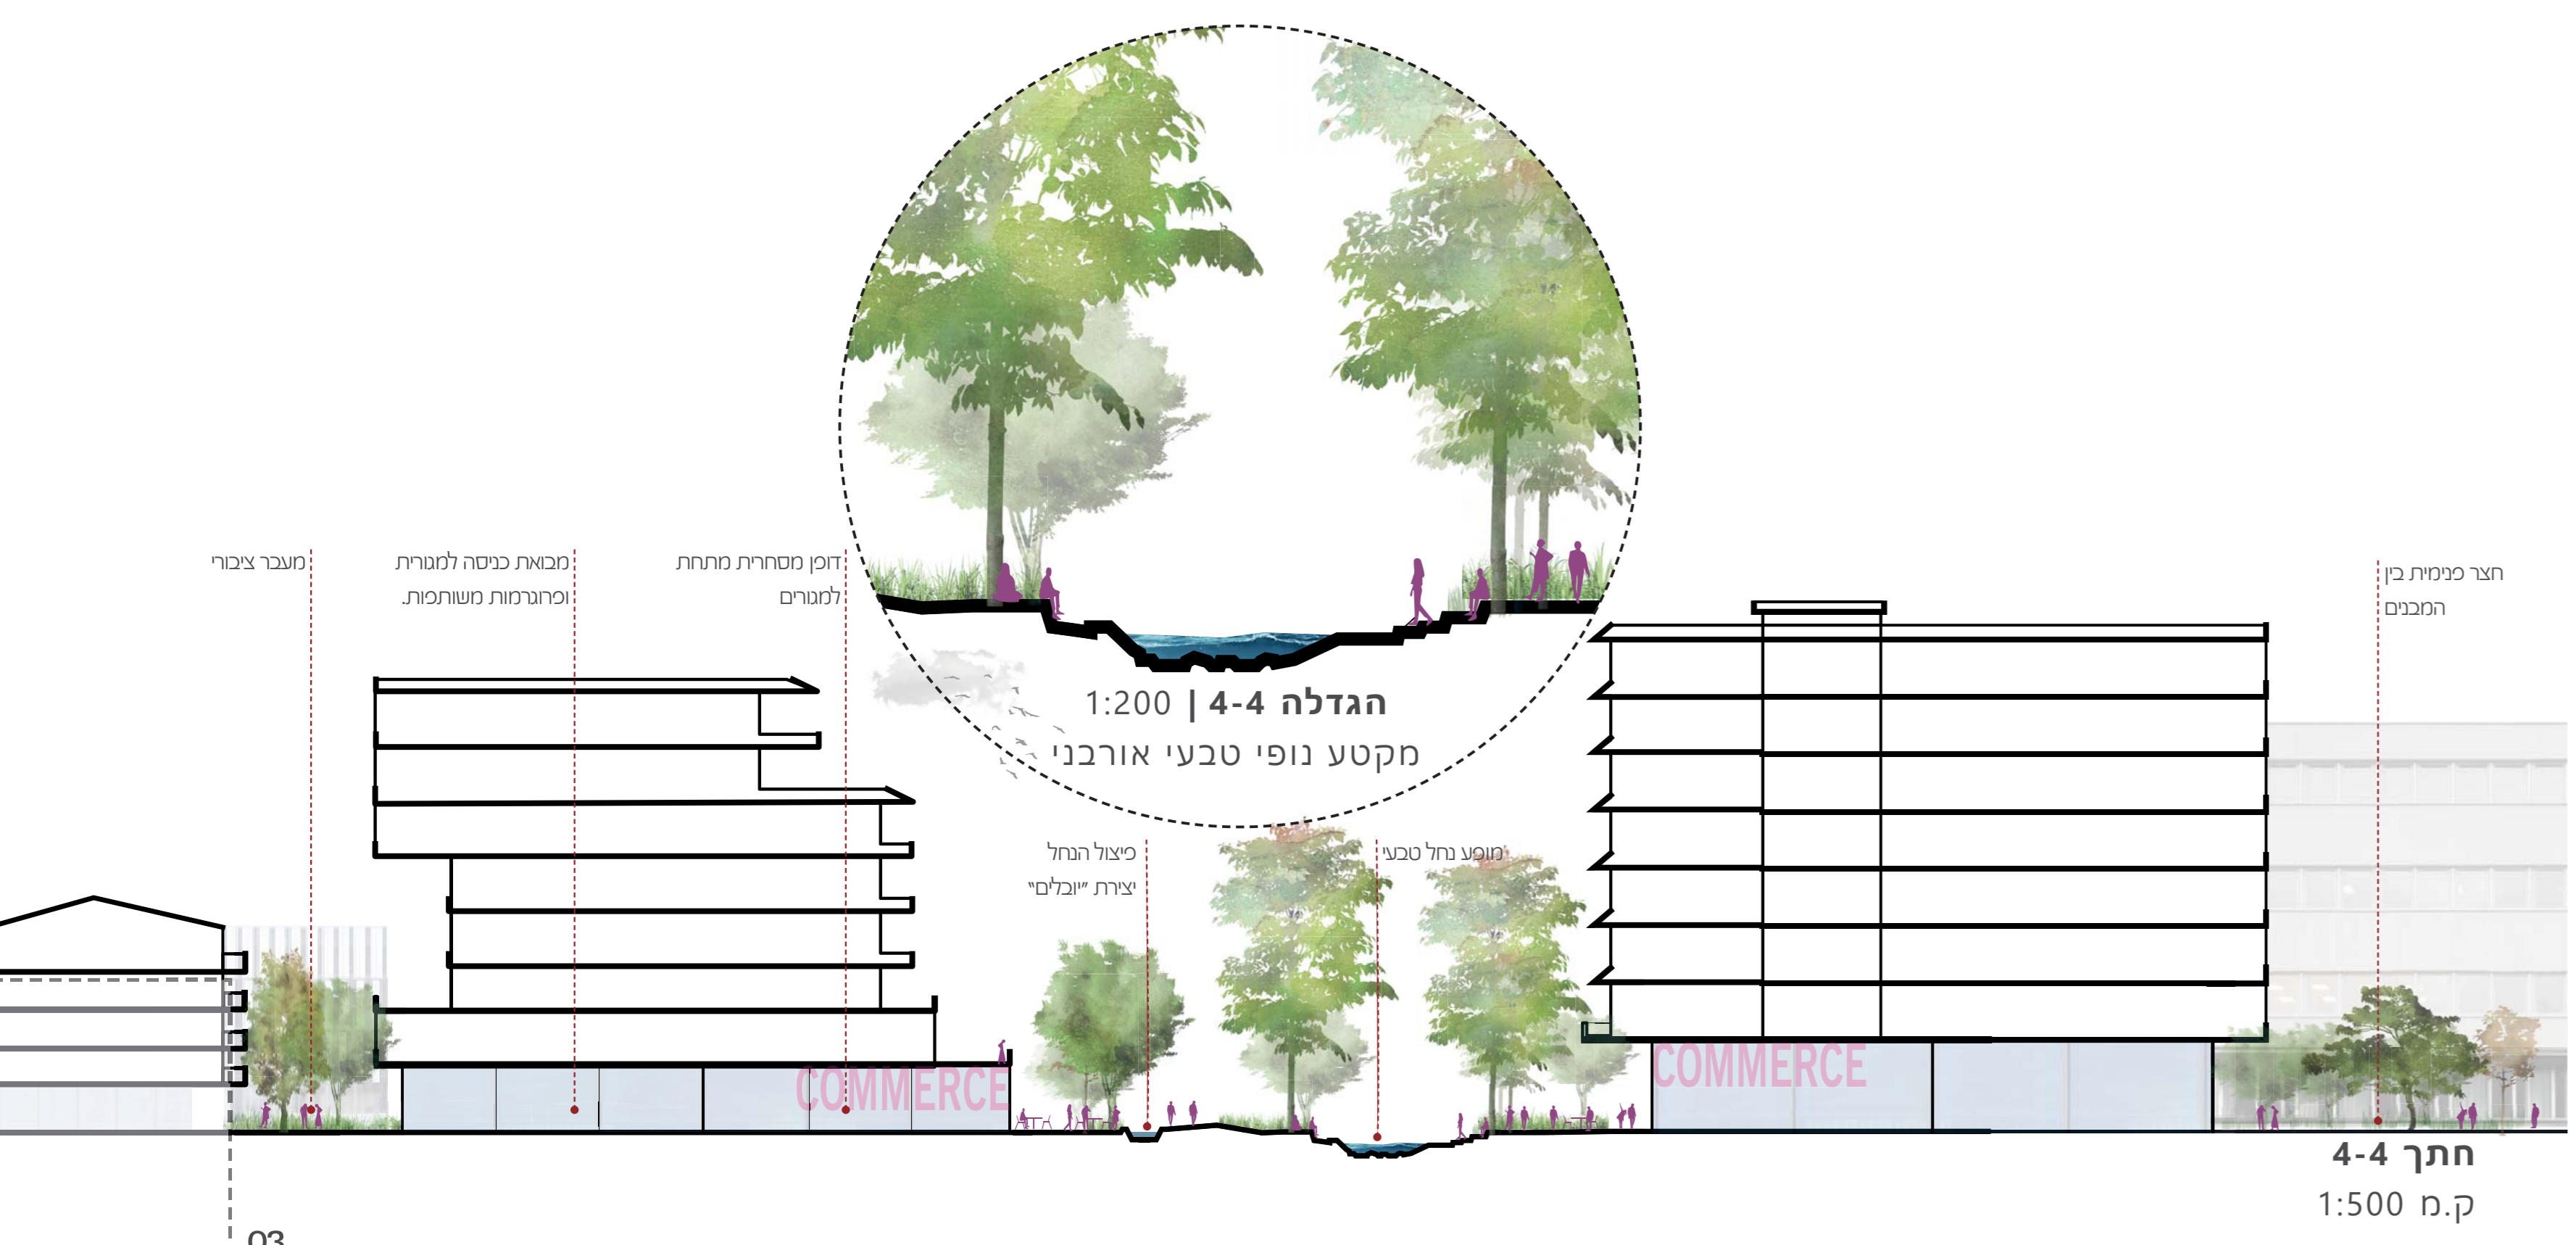 חצר פנימית בין
המבנים
דופן מסחרית מתחת
למגורים
מבואת כניסה למגורית
ופרוגרמות משותפות.
מעבר ציבורי
הגדלה 4-4 | 1:200
מקטע נופי טבעי אורבני
מופע נחל טבעי
פיצול הנחל
יצירת "יובלים"
COMMERCE
COMMERCE
חתך 4-4
ק.מ 1:500
03